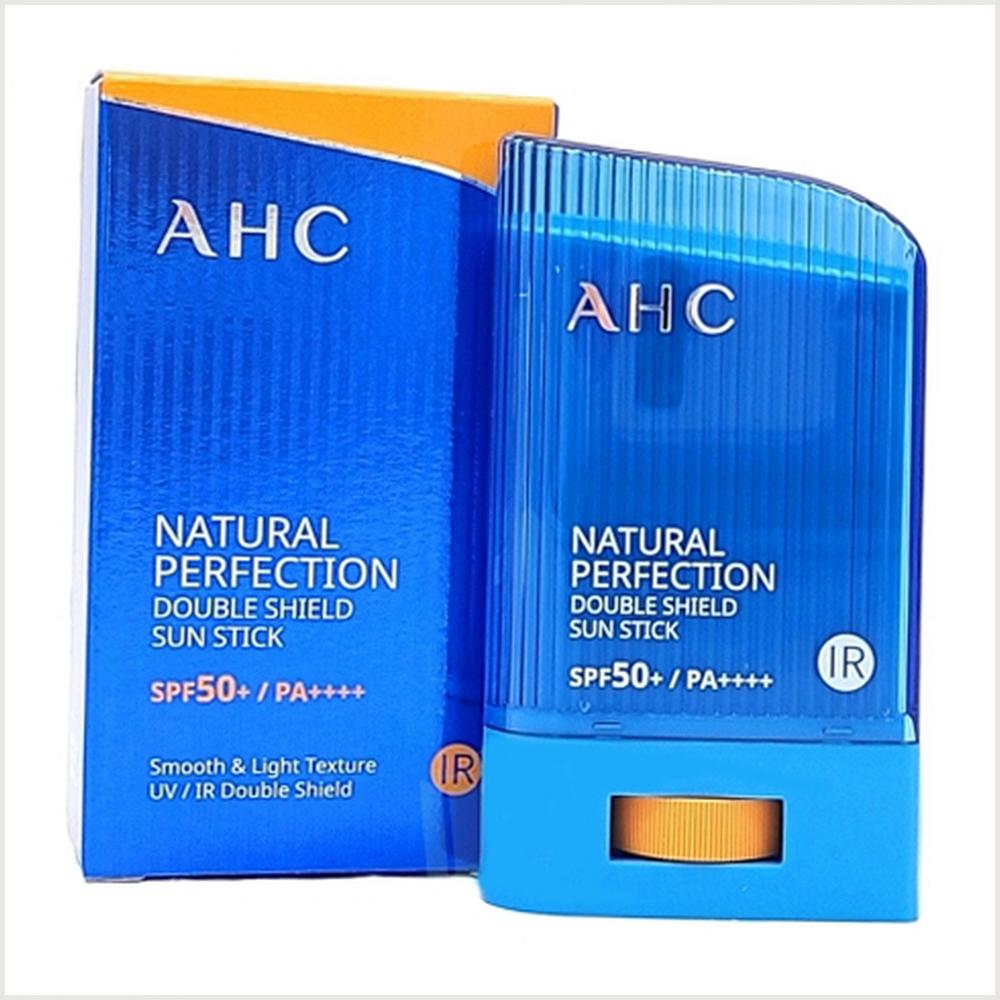 AHC
NATURAL
PERFECTION
DOUBLE SHIELD
SUN STICK
SPF50+ / PA++++
Smooth & Light Texture
UV / IR Double Shield
IR
AHC
NATURAL
PERFECTION
DOUBLE SHIELD
SUN STICK
SPF50+ / PA++++
IR